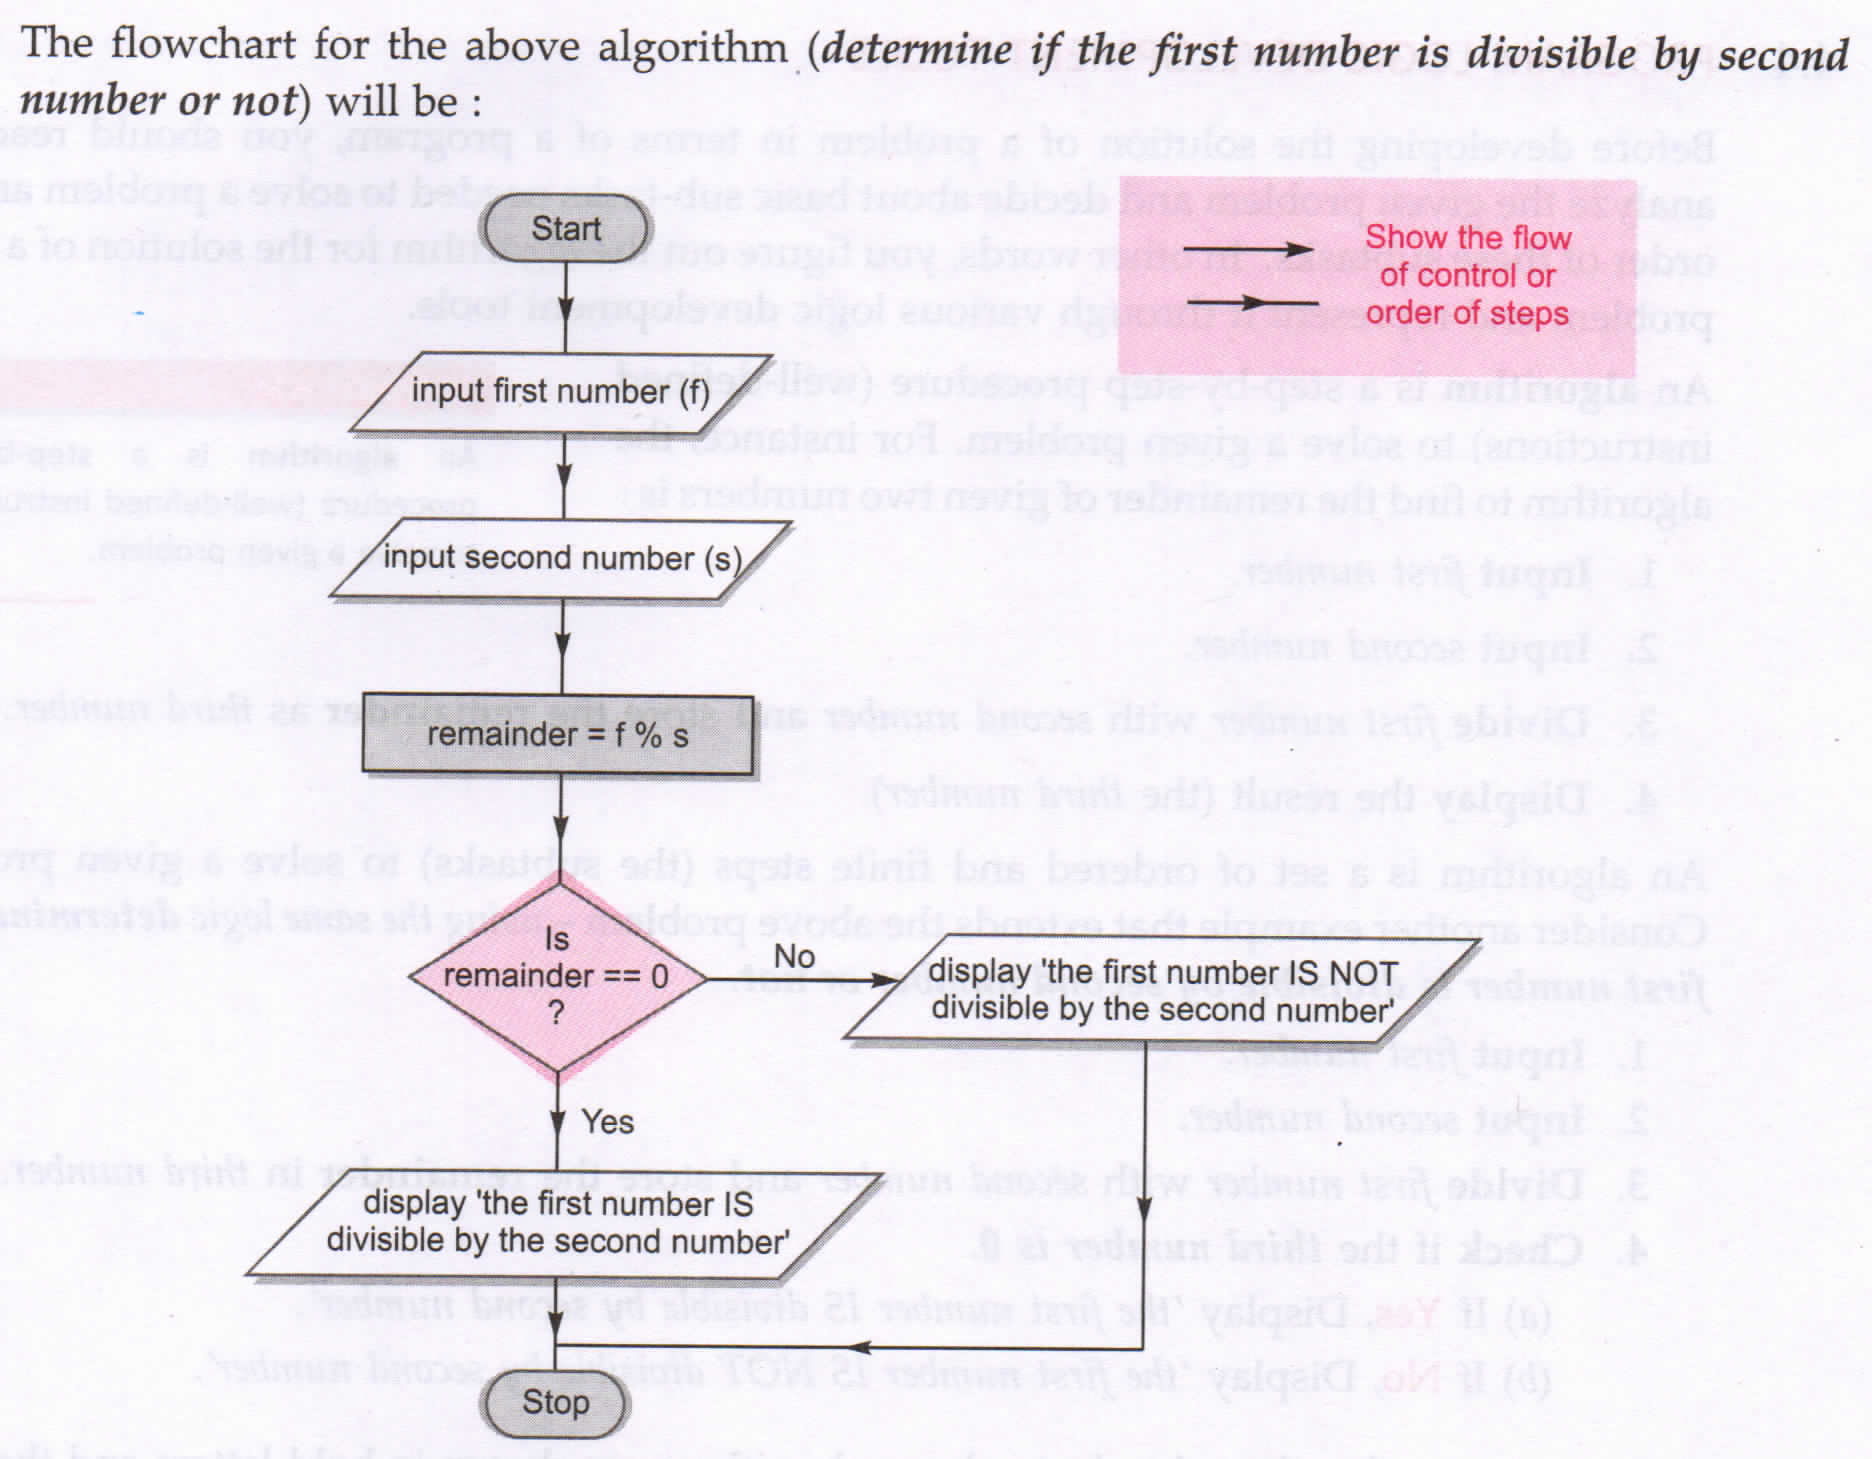 The flowchart for the above algorithm (determine if the first number is divisible by second
number or not) will be :
Start
Show the flow
of control or
order of steps
input first number (f)
input second number (s)
remainder = f % s
Is
remainder == 0
?
No
display 'the first number IS NOT
divisible by the second number'
Yes
display 'the first number IS
divisible by the second number'
Stop